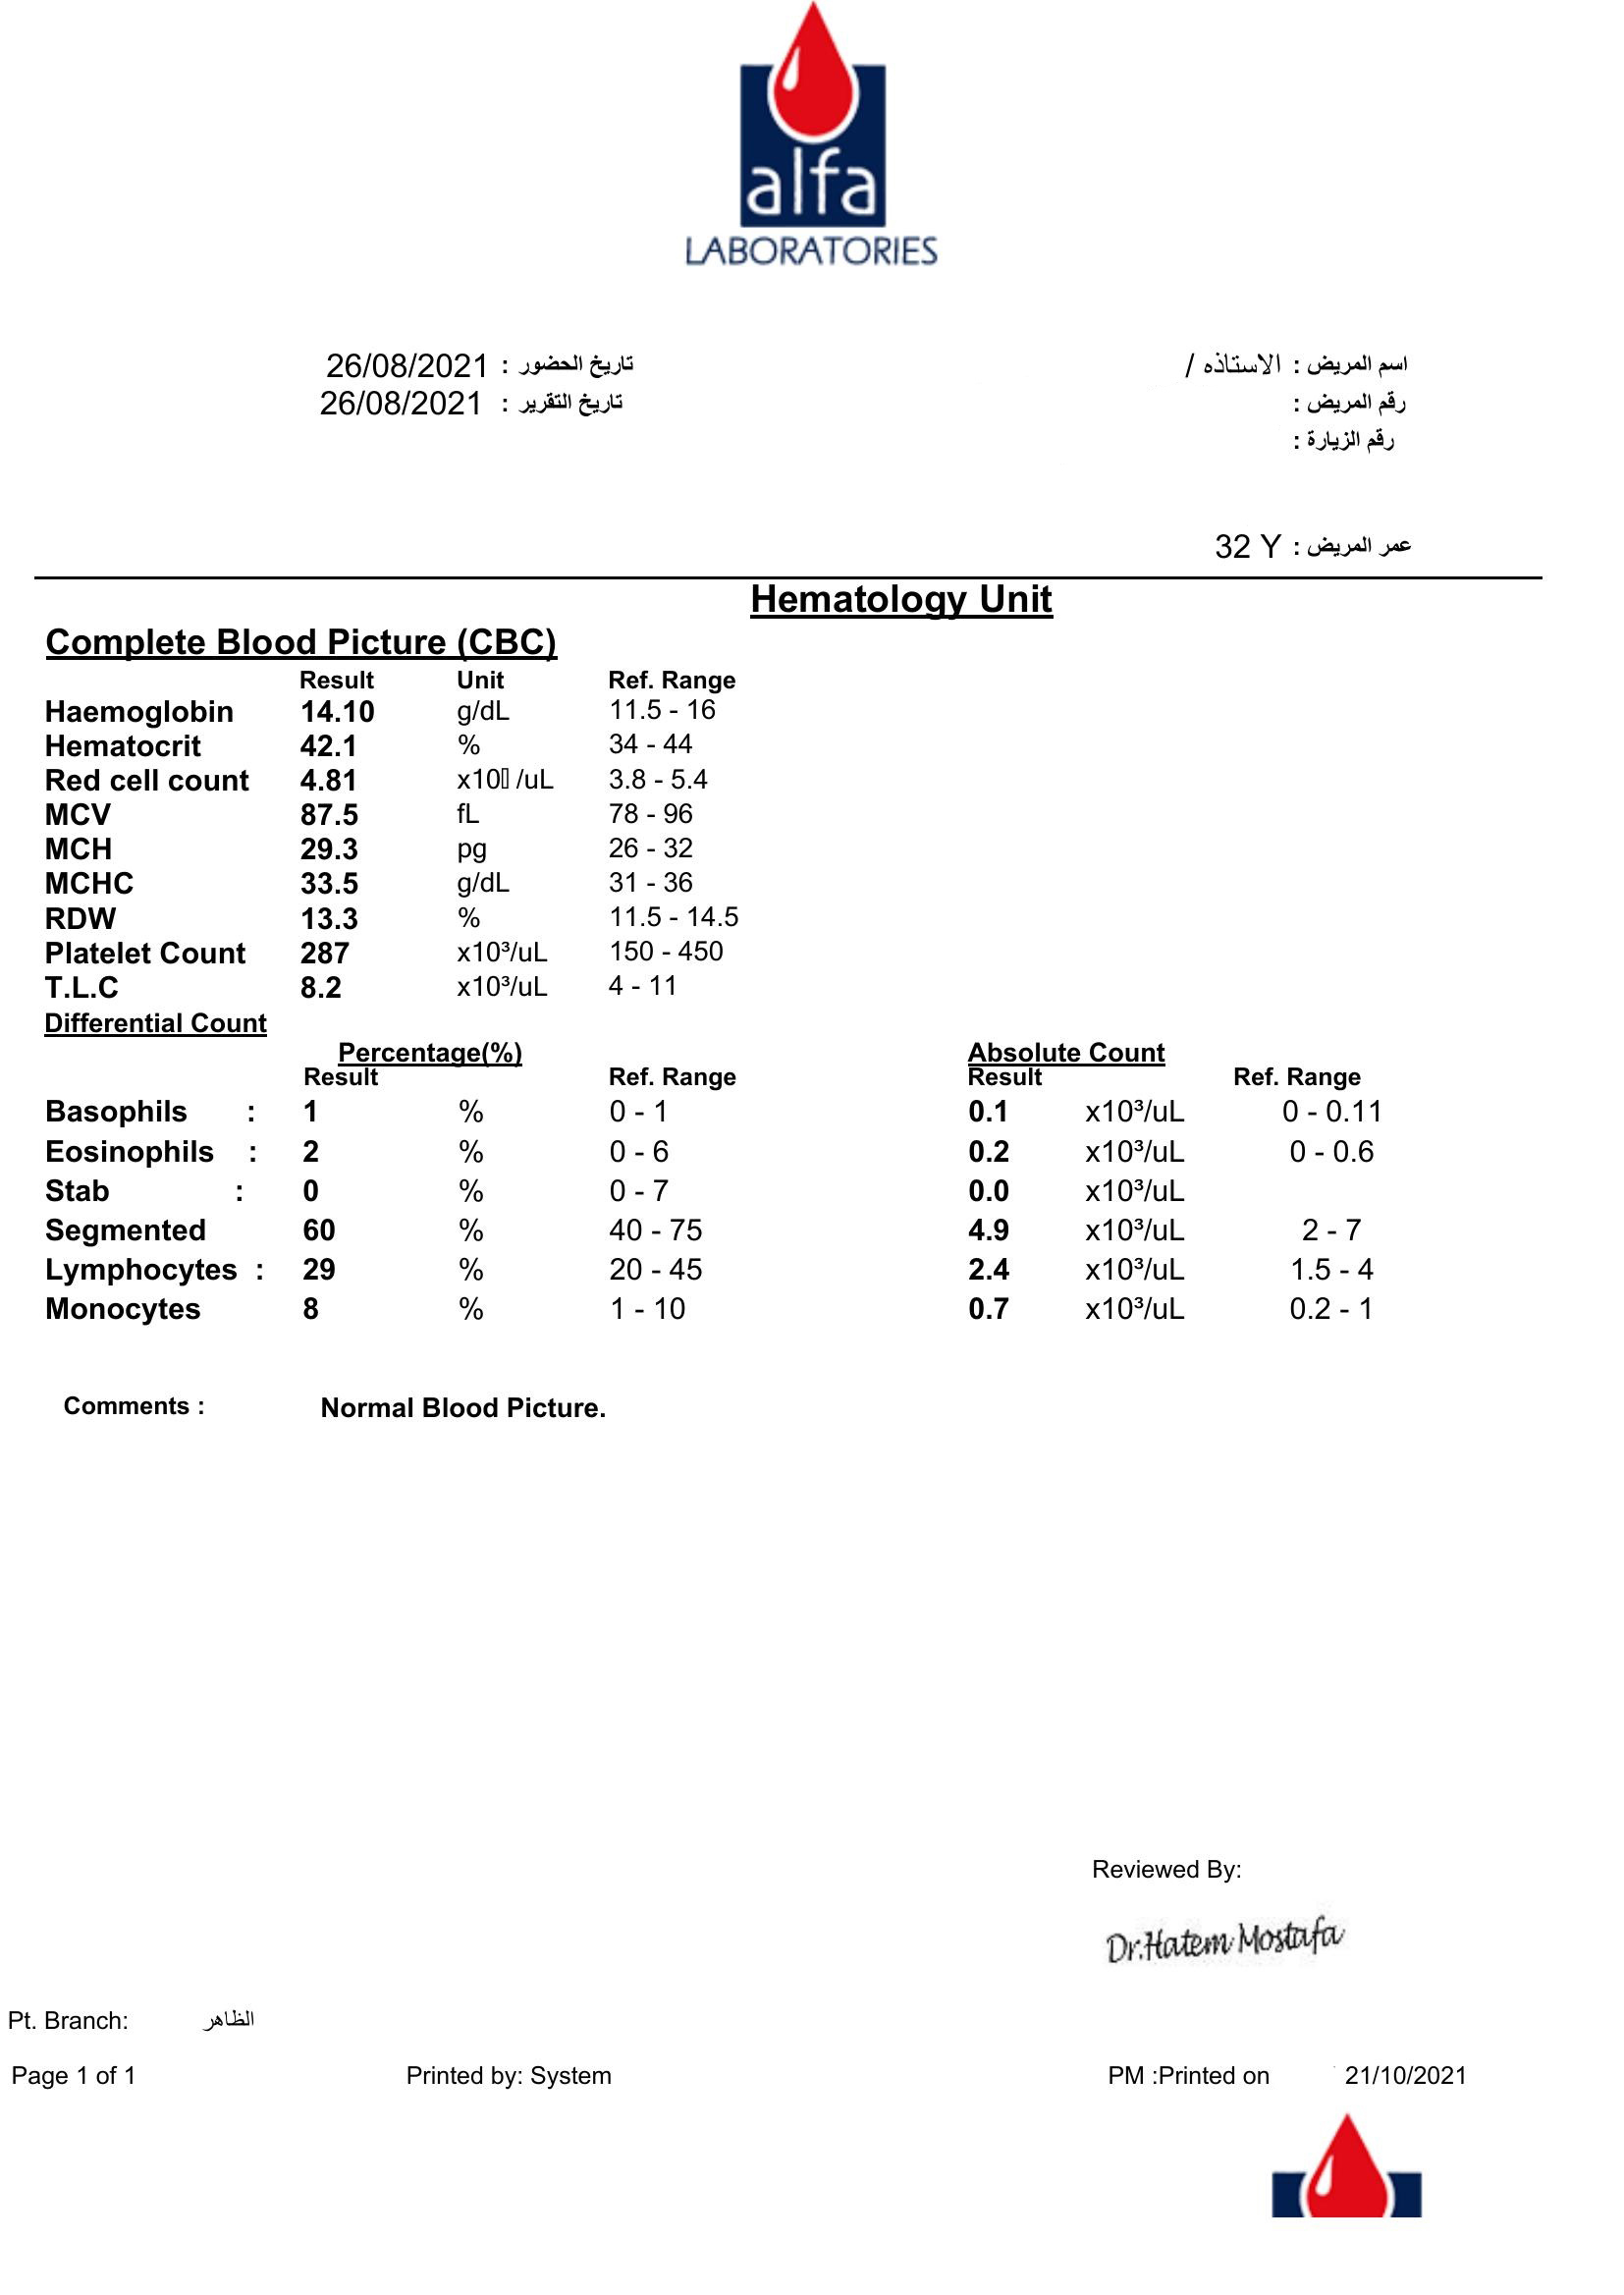 alfa
LABORATORIES
اسم المريض : الاستاذه / تاريخ الحضور : 26/08/2021
رقم المريض : تاريخ التقرير : 26/08/2021
رقم الزيارة :
عمر المريض : 32 Y
Hematology Unit
Complete Blood Picture (CBC)
Result Unit Ref. Range
Haemoglobin 14.10 g/dL 11.5 - 16
Hematocrit 42.1 % 34 - 44
Red cell count 4.81 x10▯ /uL 3.8 - 5.4
MCV 87.5 fL 78 - 96
MCH 29.3 pg 26 - 32
MCHC 33.5 g/dL 31 - 36
RDW 13.3 % 11.5 - 14.5
Platelet Count 287 x10³/uL 150 - 450
T.L.C 8.2 x10³/uL 4 - 11
Differential Count
Percentage(%) Absolute Count
Result Ref. Range Result Ref. Range
Basophils : 1 % 0 - 1 0.1 x10³/uL 0 - 0.11
Eosinophils : 2 % 0 - 6 0.2 x10³/uL 0 - 0.6
Stab : 0 % 0 - 7 0.0 x10³/uL
Segmented 60 % 40 - 75 4.9 x10³/uL 2 - 7
Lymphocytes : 29 % 20 - 45 2.4 x10³/uL 1.5 - 4
Monocytes 8 % 1 - 10 0.7 x10³/uL 0.2 - 1
Comments : Normal Blood Picture.
Reviewed By:
Dr.Hatem Mostafa
Pt. Branch: الظاهر
Page 1 of 1 Printed by: System PM :Printed on 21/10/2021